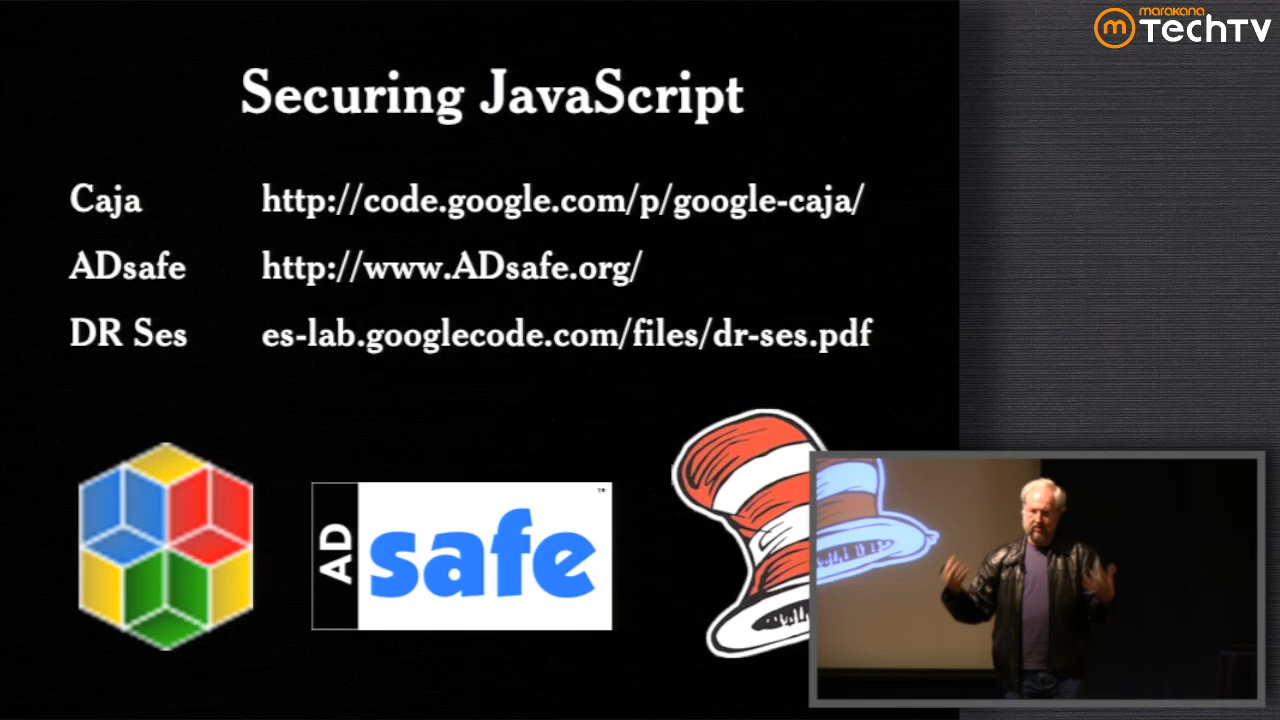 marakana
TechTV
Securing JavaScript
Caja http://code.google.com/p/google-caja/
ADsafe http://www.ADsafe.org/
DR Ses es-lab.googlecode.com/files/dr-ses.pdf
AD safe ™